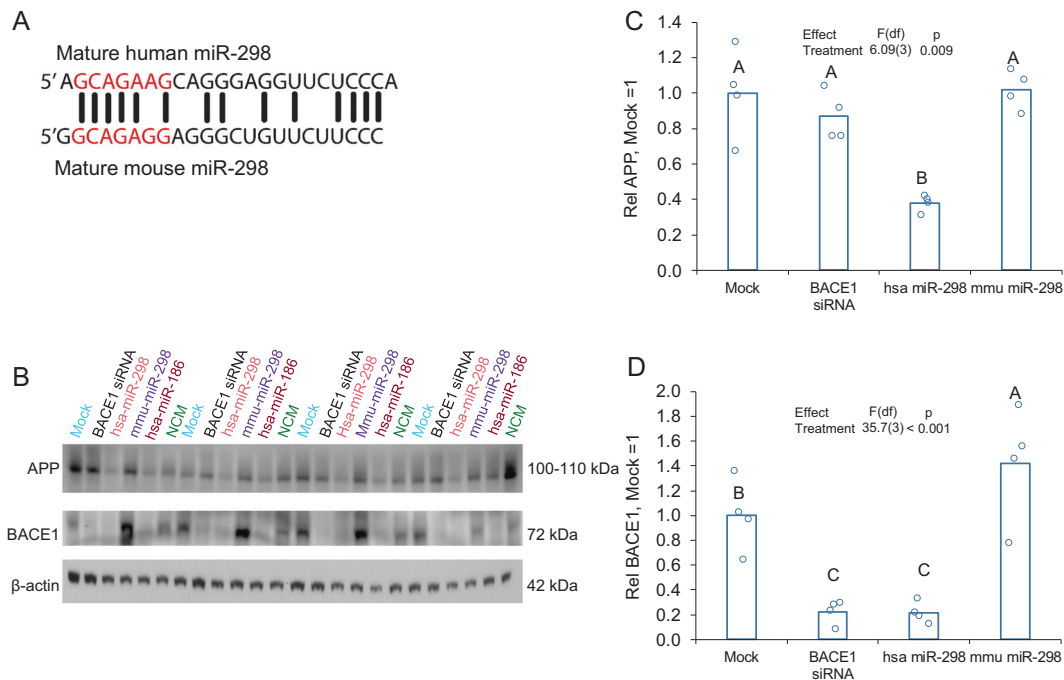 A
Mature human miR-298
5' AGCAGAAGCAGGGAGGUUCUCCCA
5'GGCAGAGGAGGGCUGUUCUUCCC
Mature mouse miR-298
B
Mock
BACE1 siRNA
hsa-miR-298
mmu-miR-298
hsa-miR-186
NCM
Mock
BACE1 siRNA
hsa-miR-298
mmu-miR-298
hsa-miR-186
NCM
Mock
BACE1 siRNA
Hsa-miR-298
Mmu-miR-298
hsa-miR-186
NCM
Mock
BACE1 siRNA
hsa-miR-298
mmu-miR-298
hsa-miR-186
NCM
APP
100-110 kDa
BACE1
72 kDa
β-actin
42 kDa
C
Rel APP, Mock =1
1.4
1.2
1.0
0.8
0.6
0.4
0.2
0.0
Effect F(df) p
Treatment 6.09(3) 0.009
A
A
B
A
Mock
BACE1
siRNA
hsa miR-298
mmu miR-298
D
Rel BACE1, Mock =1
2.0
1.8
1.6
1.4
1.2
1.0
0.8
0.6
0.4
0.2
0.0
Effect F(df) p
Treatment 35.7(3) < 0.001
B
C
C
A
Mock
BACE1
siRNA
hsa miR-298
mmu miR-298